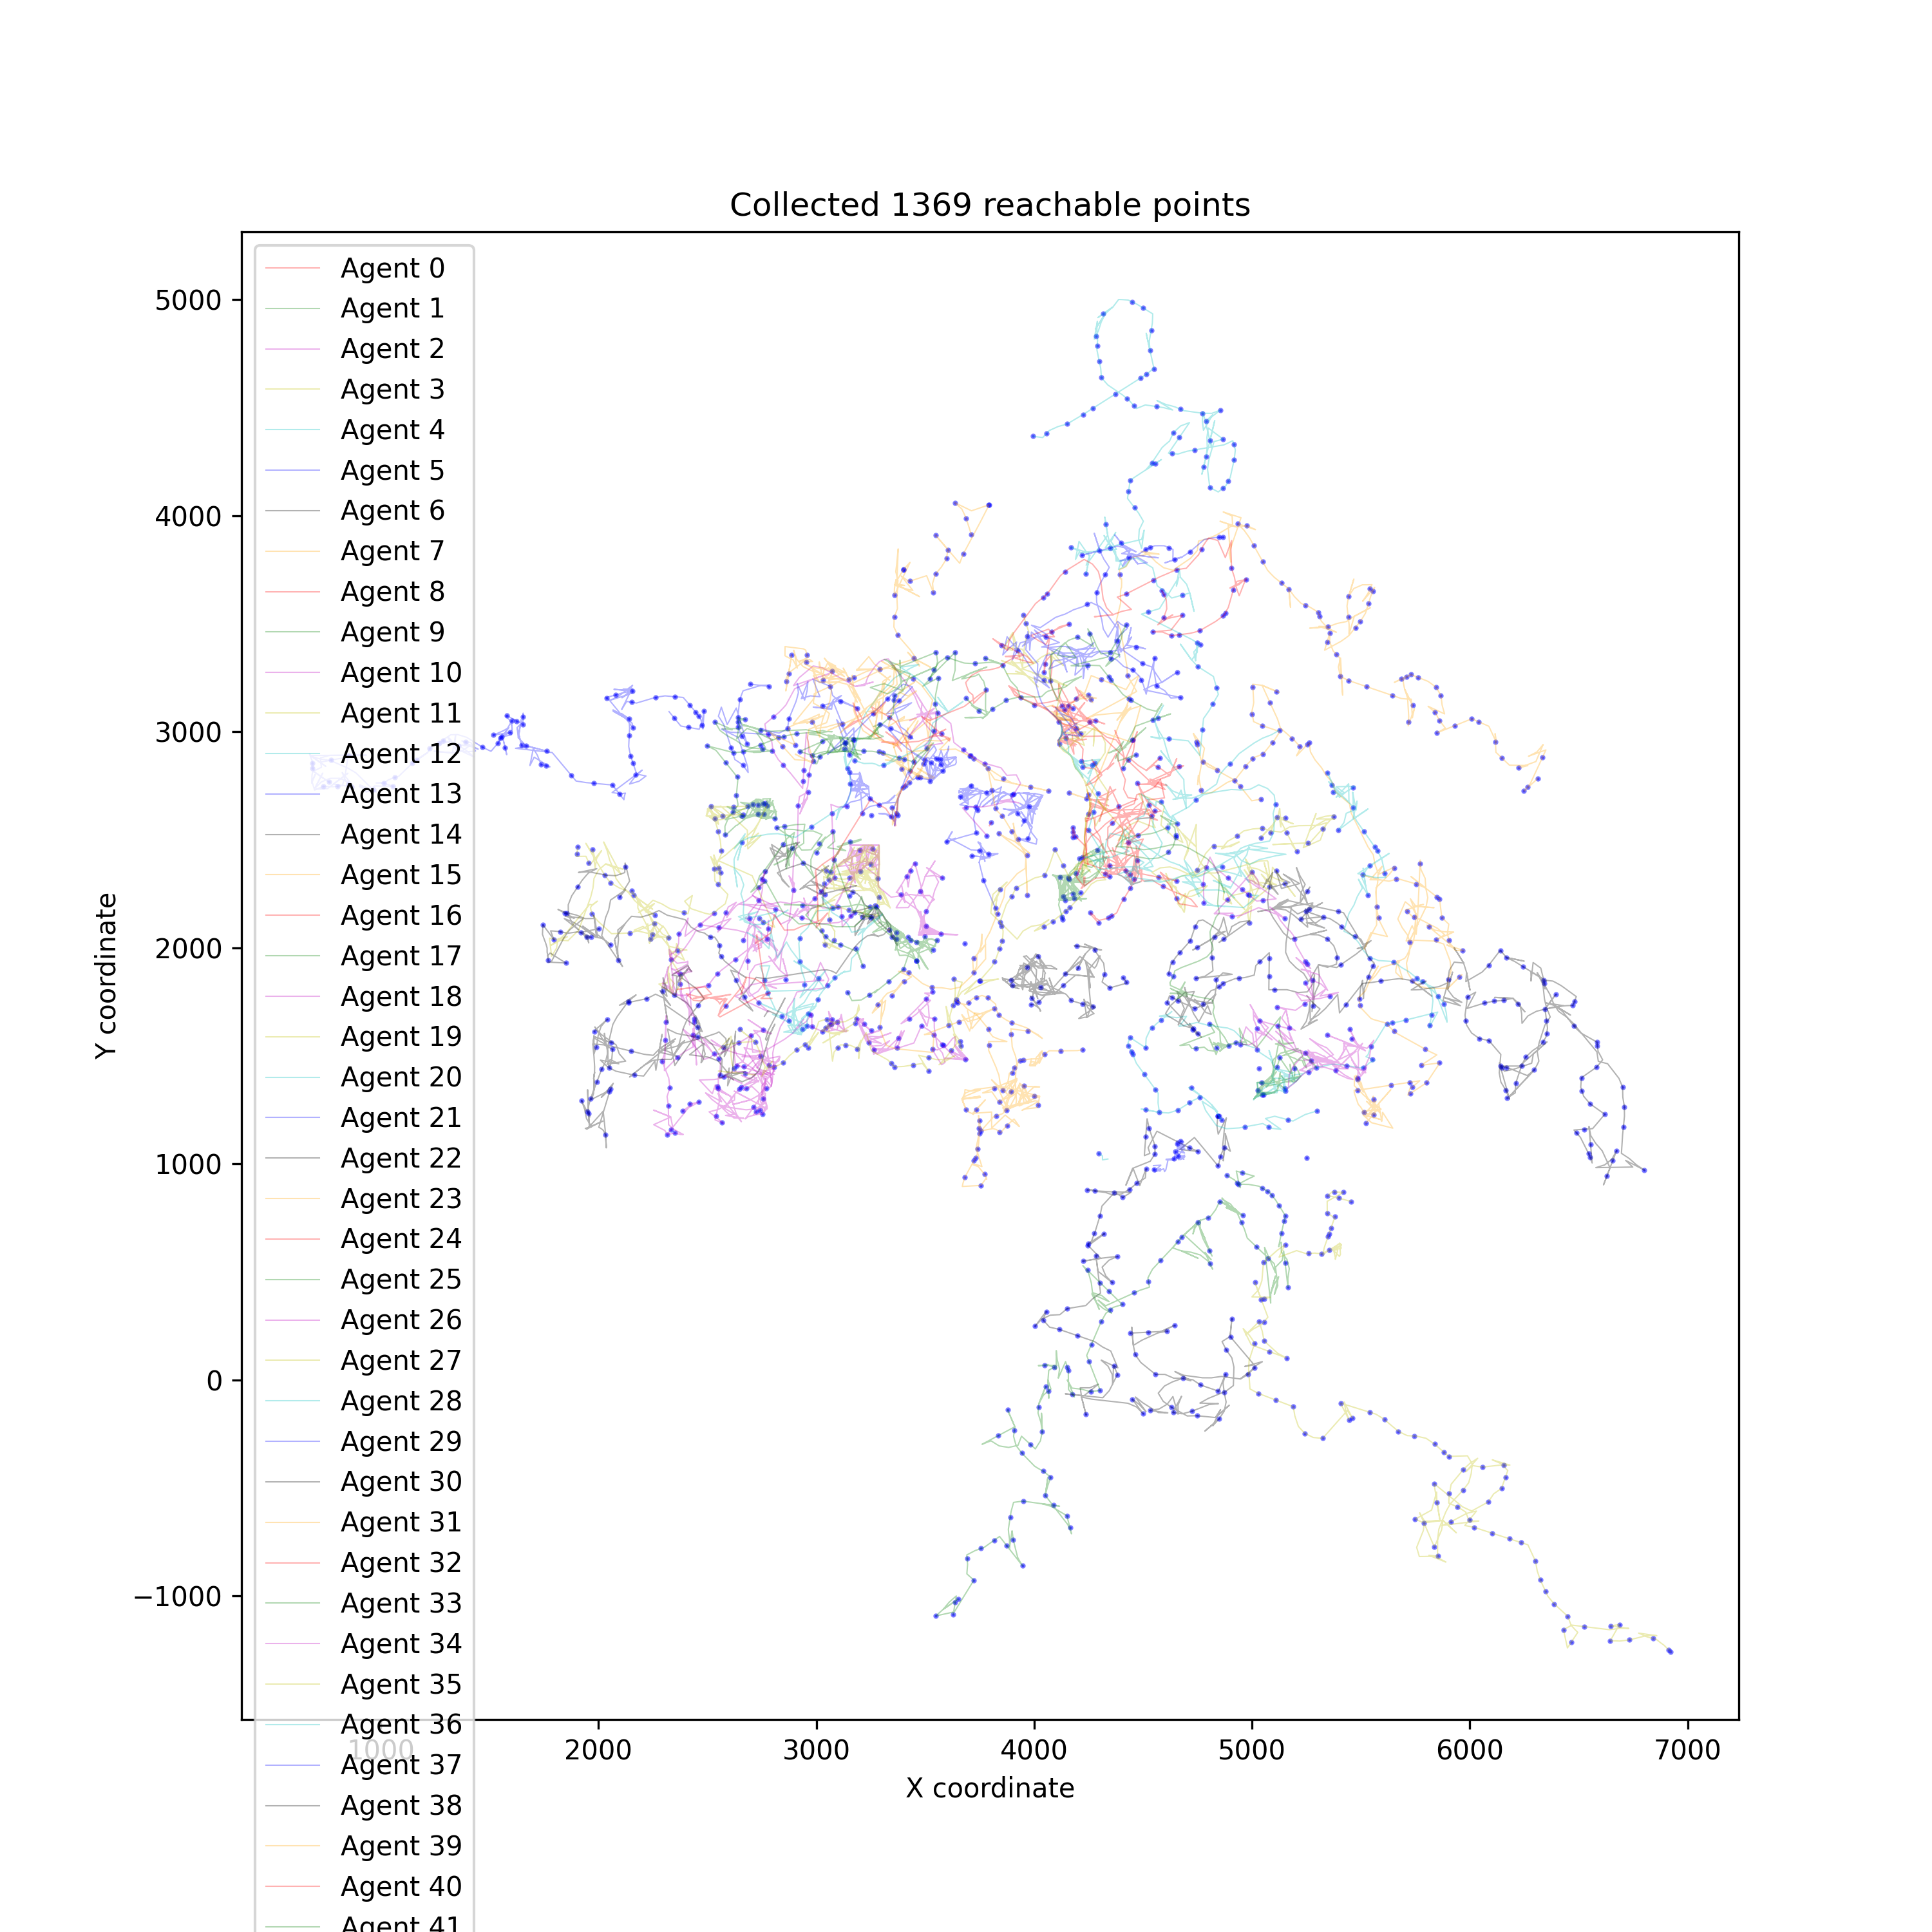 Collected 1369 reachable points
Agent 0
Agent 1
Agent 2
Agent 3
Agent 4
Agent 5
Agent 6
Agent 7
Agent 8
Agent 9
Agent 10
Agent 11
Agent 12
Agent 13
Agent 14
Agent 15
Agent 16
Agent 17
Agent 18
Agent 19
Agent 20
Agent 21
Agent 22
Agent 23
Agent 24
Agent 25
Agent 26
Agent 27
Agent 28
Agent 29
Agent 30
Agent 31
Agent 32
Agent 33
Agent 34
Agent 35
Agent 36
Agent 37
Agent 38
Agent 39
Agent 40
Agent 41
5000
4000
3000
2000
1000
0
−1000
Y coordinate
1000 2000 3000 4000 5000 6000 7000
X coordinate